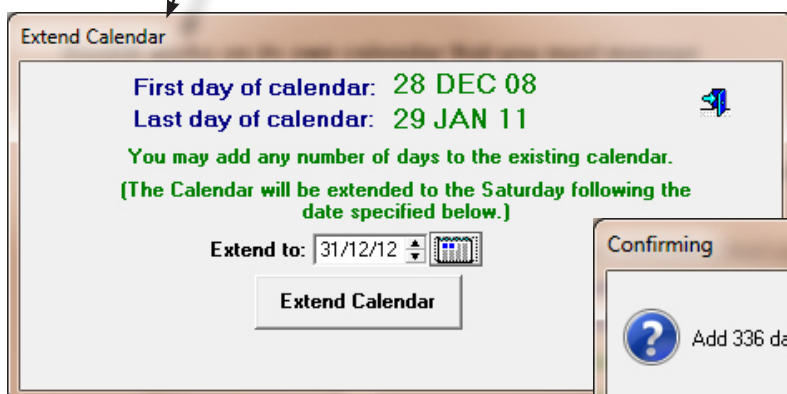 Extend Calendar
First day of calendar: 28 DEC 08
Last day of calendar: 29 JAN 11
You may add any number of days to the existing calendar.
(The Calendar will be extended to the Saturday following the
date specified below.)
Extend to: 31/12/12
Extend Calendar
Confirming
Add 336 da